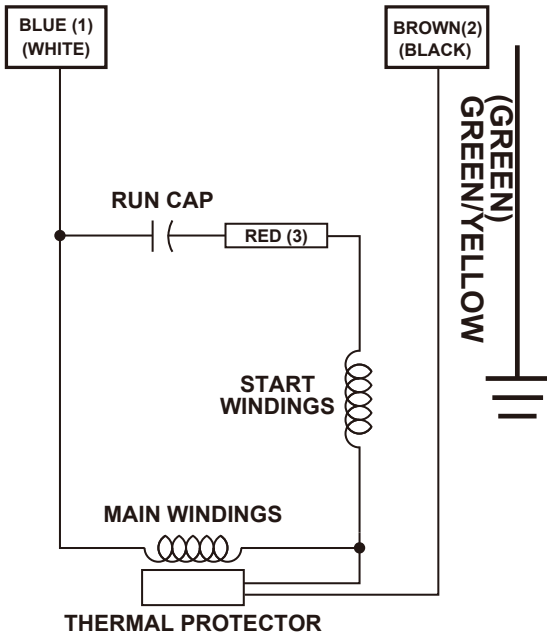 BLUE (1)
(WHITE)
BROWN(2)
(BLACK)
(GREEN)
GREEN/YELLOW
RUN CAP
RED (3)
START
WINDINGS
MAIN WINDINGS
THERMAL PROTECTOR